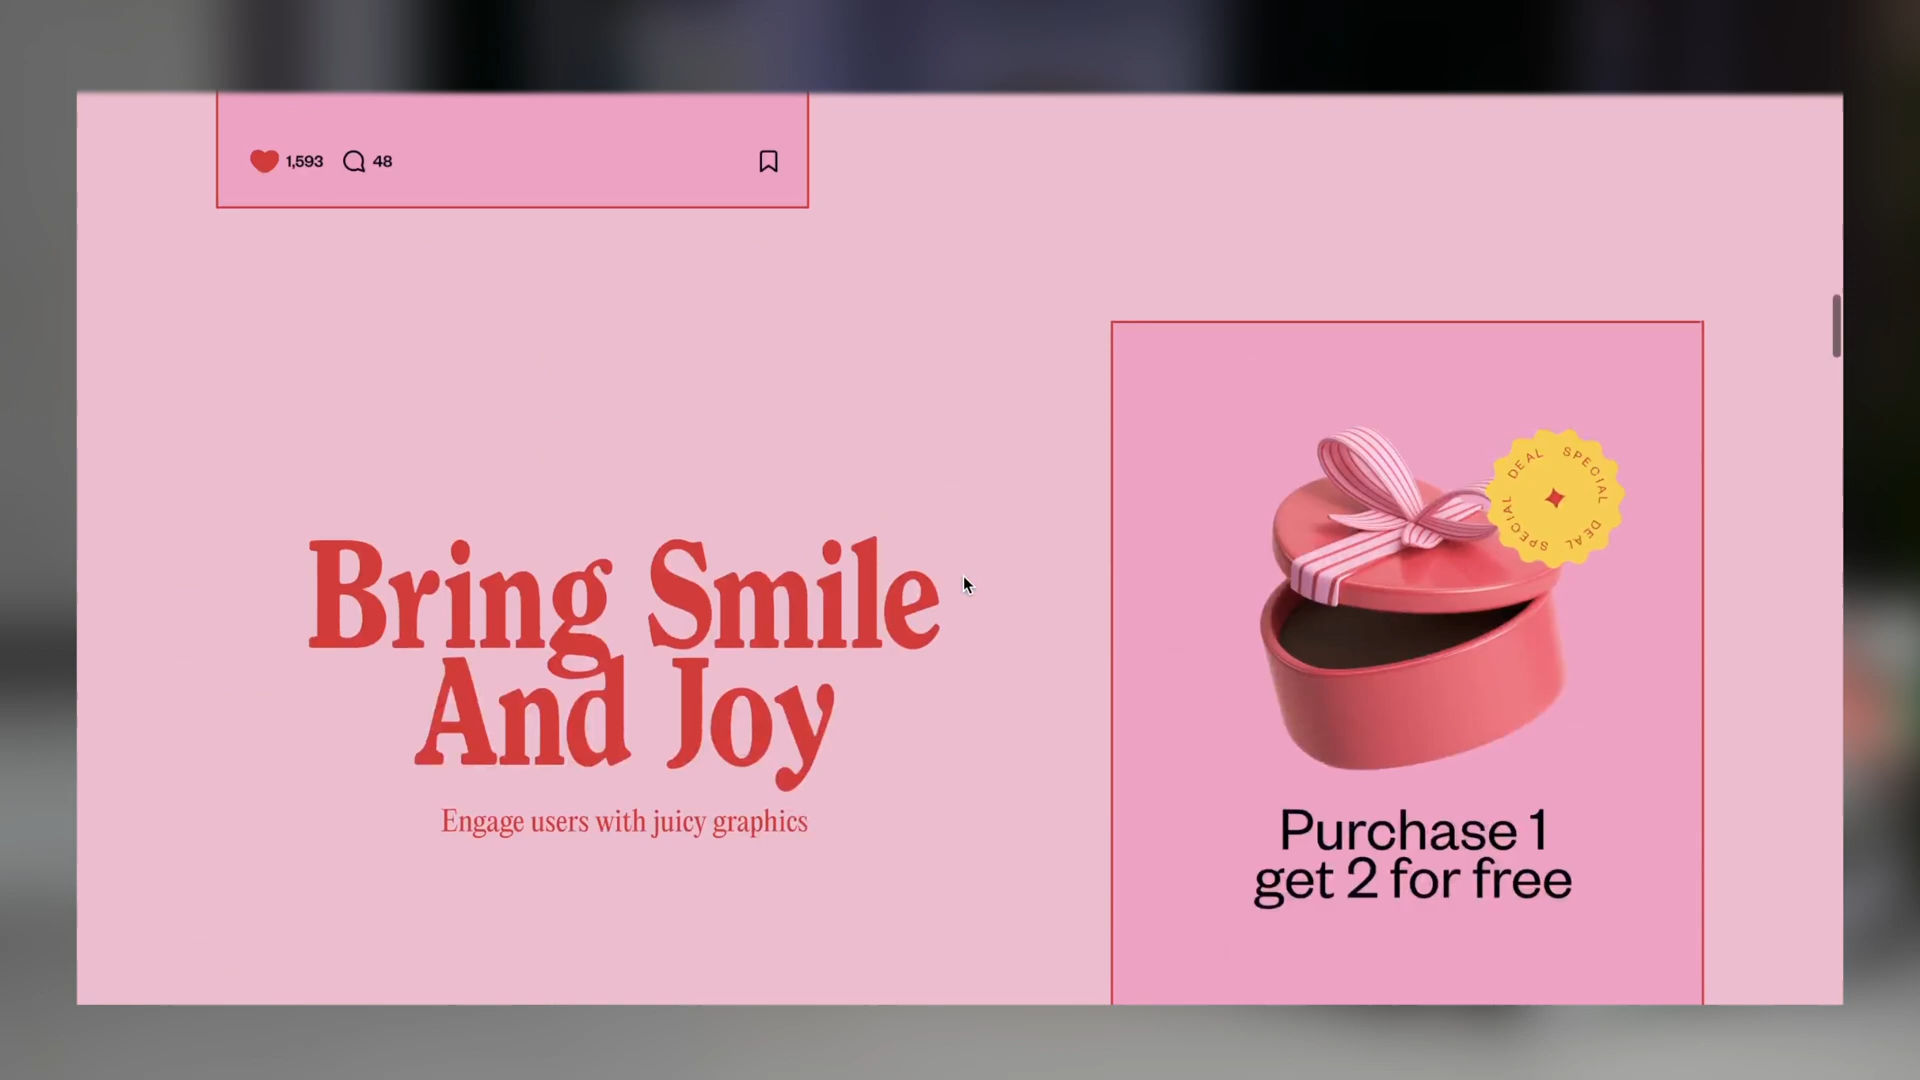 1,593 48
Bring Smile
And Joy
Engage users with juicy graphics
SPECIAL DEAL SPECIAL DEAL
Purchase 1
get 2 for free